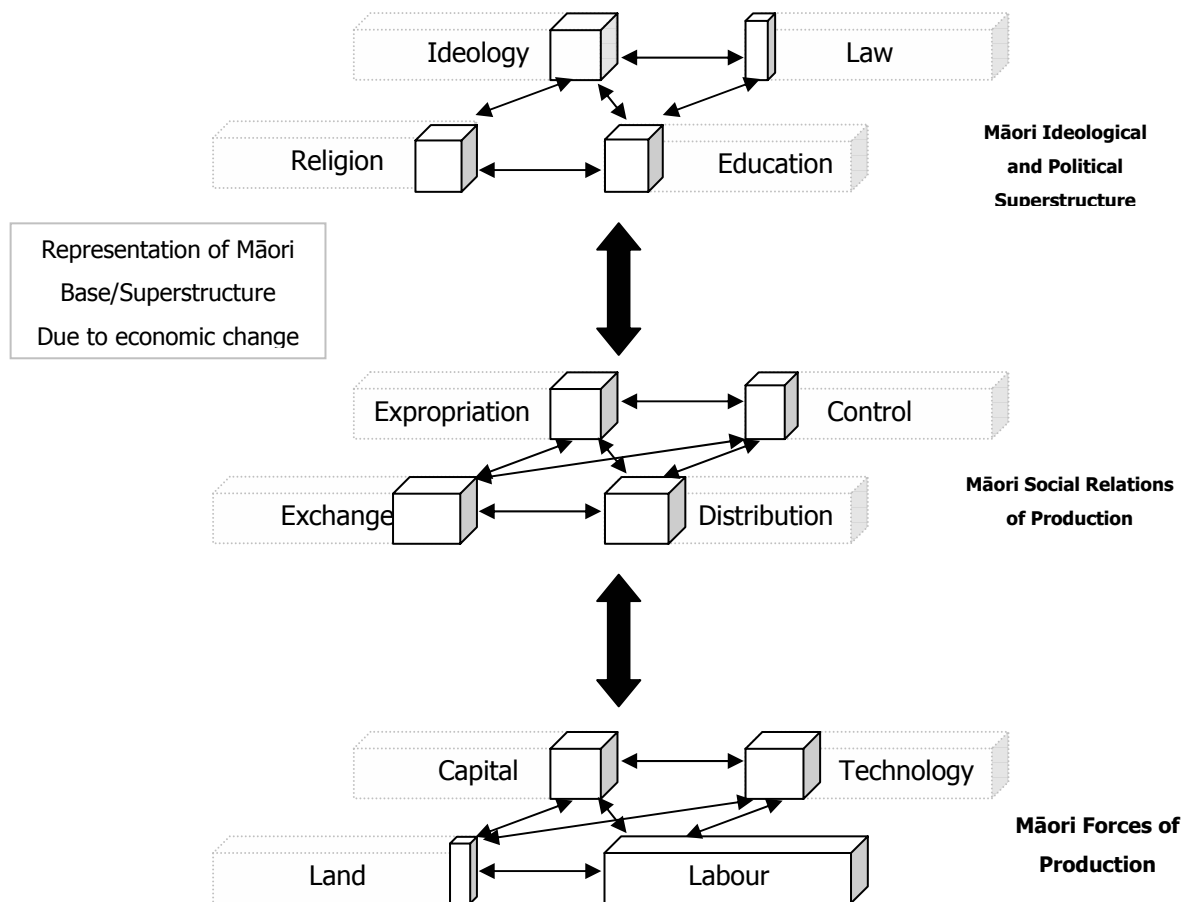 Ideology
Law
Religion
Education
Māori Ideological
and Political
Superstructure
Representation of Māori
Base/Superstructure
Due to economic change
Expropriation
Control
Exchange
Distribution
Māori Social Relations
of Production
Capital
Technology
Land
Labour
Māori Forces of
Production